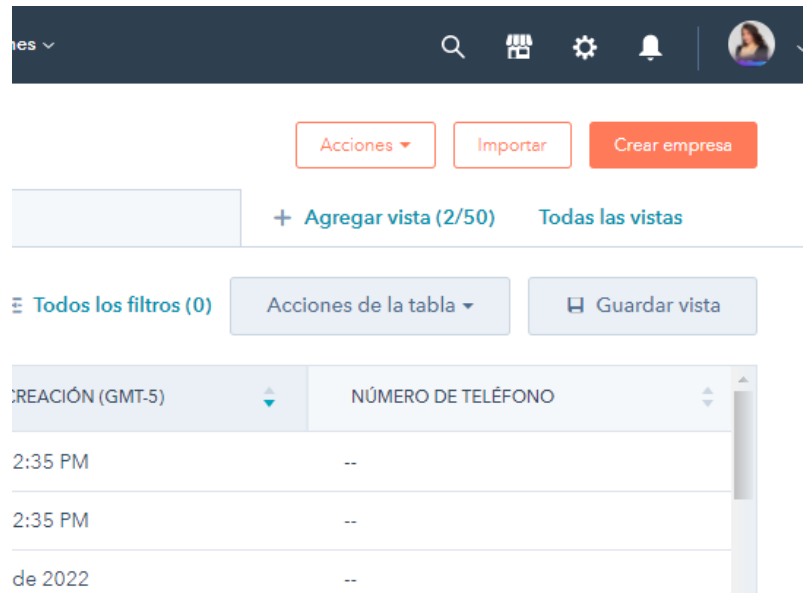 nes
Acciones Importar Crear empresa
+ Agregar vista (2/50) Todas las vistas
Todos los filtros (0) Acciones de la tabla Guardar vista
CREACIÓN (GMT-5) NÚMERO DE TELÉFONO
2:35 PM --
2:35 PM --
de 2022 --